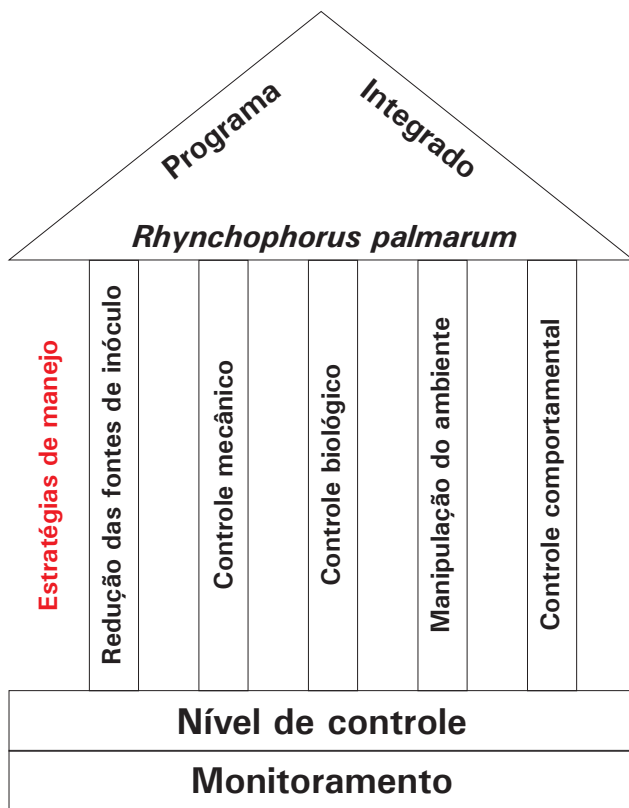 Programa
Integrado
Rhynchophorus palmarum
Estratégias de manejo
Redução das fontes de inóculo
Controle mecânico
Controle biológico
Manipulação do ambiente
Controle comportamental
Nível de controle
Monitoramento